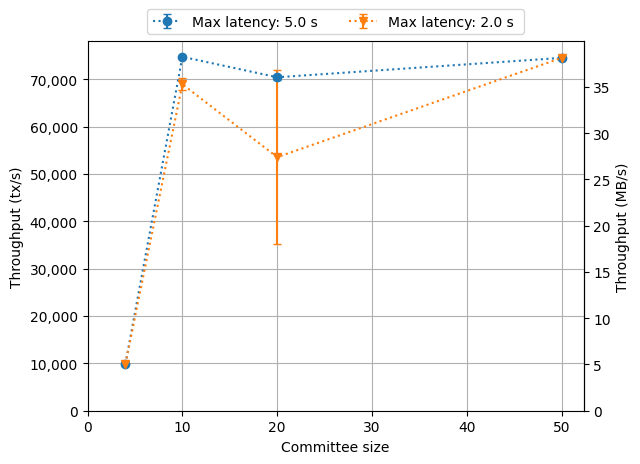 Max latency: 5.0 s
Max latency: 2.0 s
Throughput (tx/s)
70,000
60,000
50,000
40,000
30,000
20,000
10,000
0
Throughput (MB/s)
35
30
25
20
15
10
5
0
0 10 20 30 40 50
Committee size